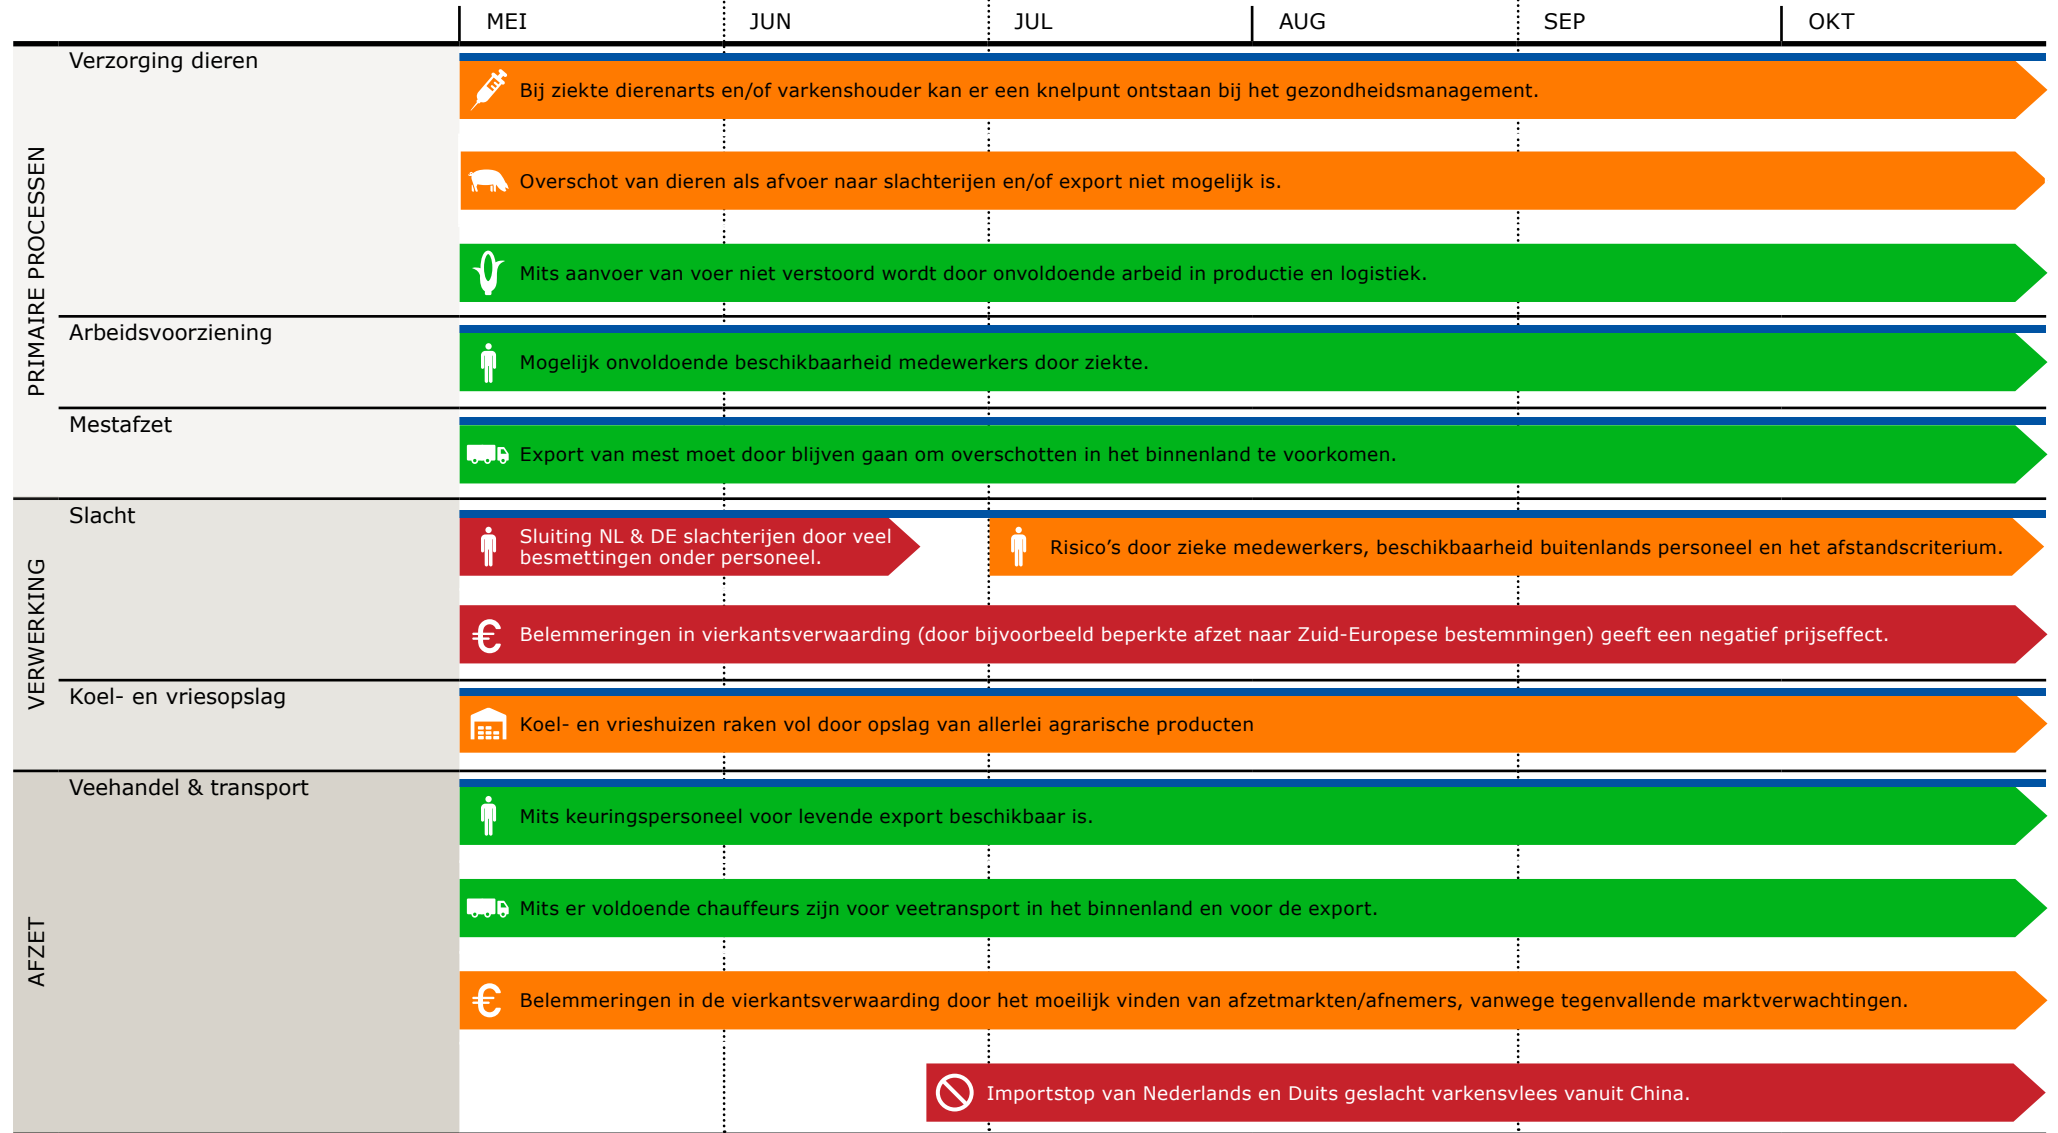 MEI JUN JUL AUG SEP OKT
PRIMAIRE PROCESSEN
Verzorging dieren
Bij ziekte dierenarts en/of varkenshouder kan er een knelpunt ontstaan bij het gezondheidsmanagement.
Overschot van dieren als afvoer naar slachterijen en/of export niet mogelijk is.
Mits aanvoer van voer niet verstoord wordt door onvoldoende arbeid in productie en logistiek.
Arbeidsvoorziening
Mogelijk onvoldoende beschikbaarheid medewerkers door ziekte.
Mestafzet
Export van mest moet door blijven gaan om overschotten in het binnenland te voorkomen.
VERWERKING
Slacht
Sluiting NL & DE slachterijen door veel
besmettingen onder personeel.
Risico’s door zieke medewerkers, beschikbaarheid buitenlands personeel en het afstandscriterium.
€ Belemmeringen in vierkantsverwaarding (door bijvoorbeeld beperkte afzet naar Zuid-Europese bestemmingen) geeft een negatief prijseffect.
Koel- en vriesopslag
Koel- en vrieshuizen raken vol door opslag van allerlei agrarische producten
AFZET
Veehandel & transport
Mits keuringspersoneel voor levende export beschikbaar is.
Mits er voldoende chauffeurs zijn voor veetransport in het binnenland en voor de export.
€ Belemmeringen in de vierkantsverwaarding door het moeilijk vinden van afzetmarkten/afnemers, vanwege tegenvallende marktverwachtingen.
Importstop van Nederlands en Duits geslacht varkensvlees vanuit China.